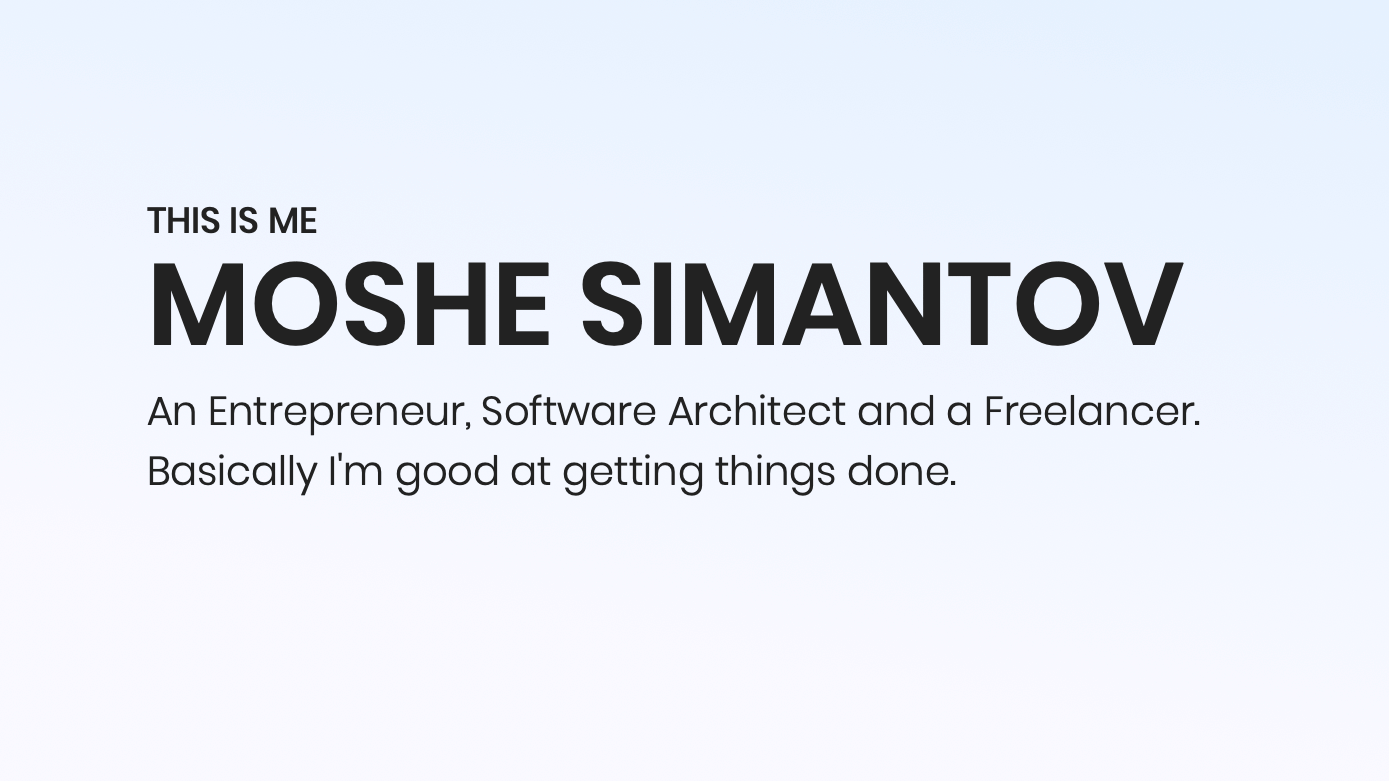 THIS IS ME
MOSHE SIMANTOV
An Entrepreneur, Software Architect and a Freelancer.
Basically I'm good at getting things done.